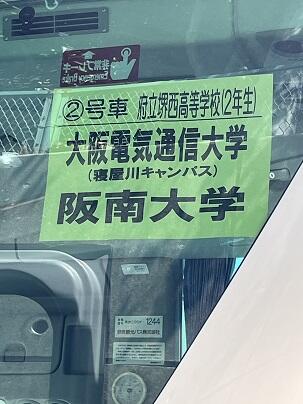 ②号車 府立堺西高等学校(2年生)
大阪電気通信大学
(寝屋川キャンパス)
阪南大学
1244